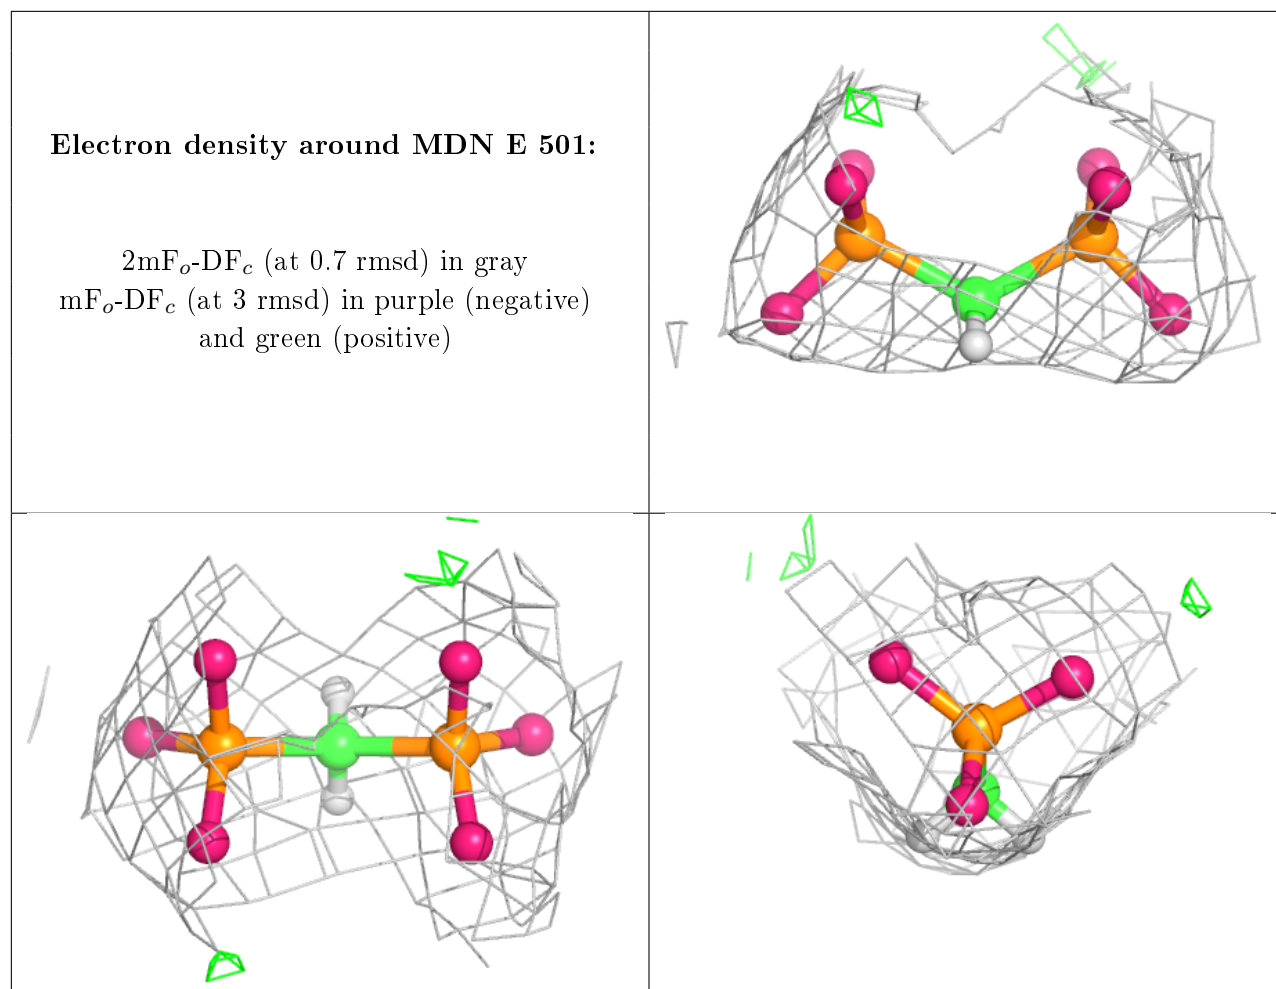 Electron density around MDN E 501:
2mFo-DFc (at 0.7 rmsd) in gray
mFo-DFc (at 3 rmsd) in purple (negative)
and green (positive)